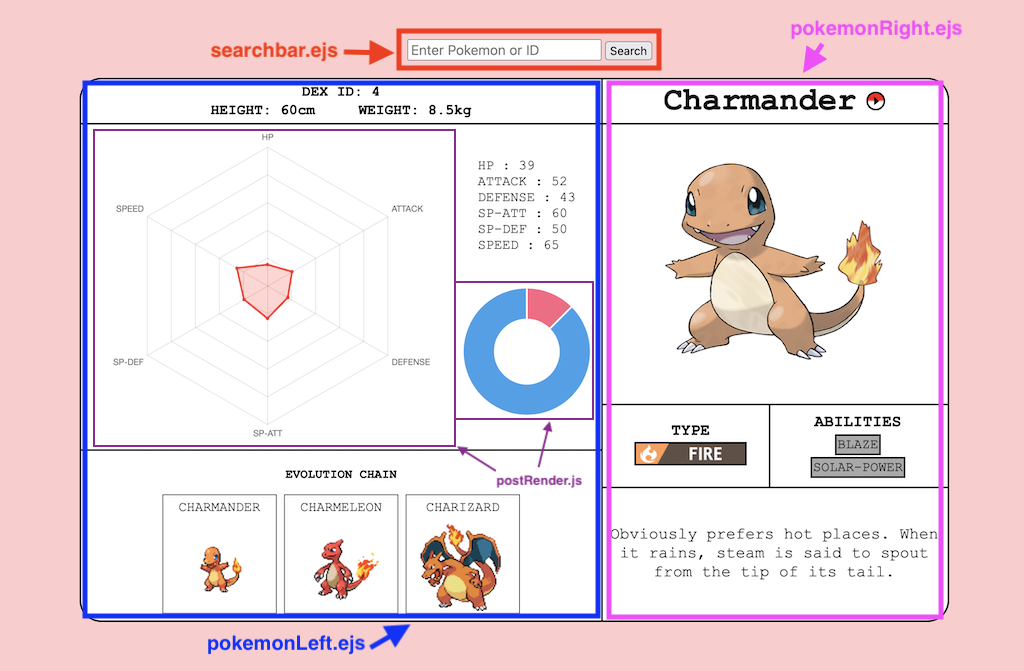 pokemonRight.ejs
searchbar.ejs
Enter Pokemon or ID
Search
DEX ID: 4
HEIGHT: 60cm WEIGHT: 8.5kg
HP
SPEED
ATTACK
SP-DEF
DEFENSE
SP-ATT
HP : 39
ATTACK : 52
DEFENSE : 43
SP-ATT : 60
SP-DEF : 50
SPEED : 65
postRender.js
EVOLUTION CHAIN
CHARMANDER
CHARMELEON
CHARIZARD
pokemonLeft.ejs
Charmander
TYPE
FIRE
ABILITIES
BLAZE
SOLAR-POWER
Obviously prefers hot places. When
it rains, steam is said to spout
from the tip of its tail.